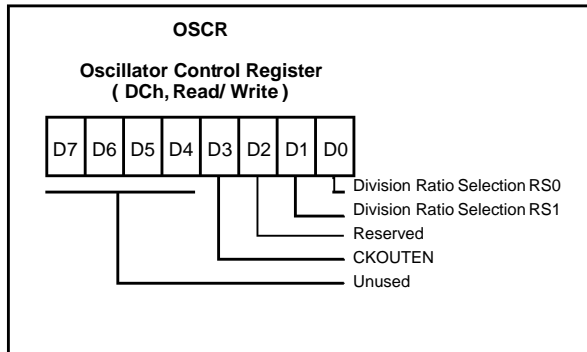 OSCR
Oscillator Control Register
( DCh, Read/ Write )
D7 D6 D5 D4 D3 D2 D1 D0
Division Ratio Selection RS0
Division Ratio Selection RS1
Reserved
CKOUTEN
Unused